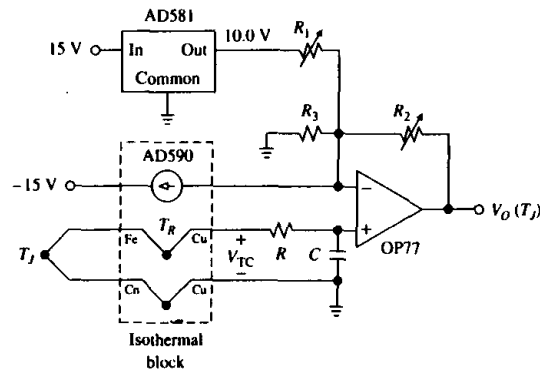 AD581
10.0 V
15 V
In Out
Common
R1
R3
R2
AD590
−15 V
− 
+
OP77
VO (TJ)
TJ
Fe
TR
Cu
+
VTC
−
R
C
Cn
Cu
Isothermal
block